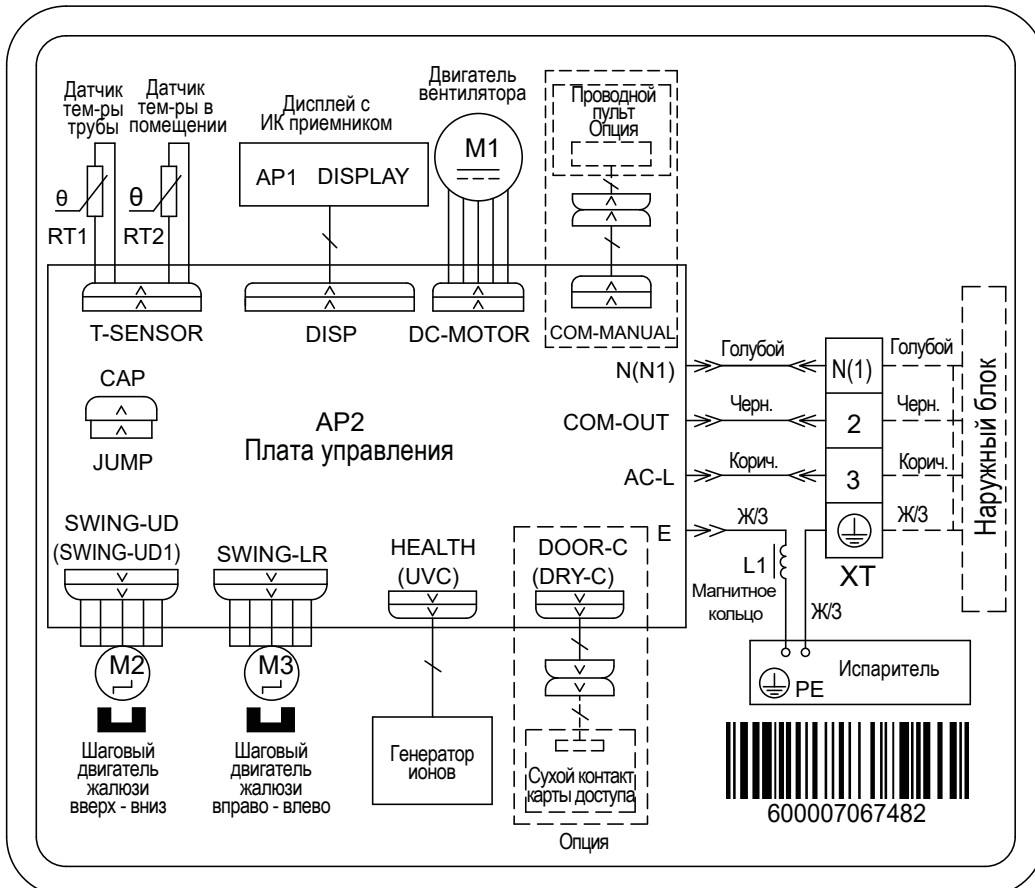 Датчик
тем-ры
трубы
Датчик
тем-ры в
помещении
Дисплей с
ИК приемником
Двигатель
вентилятора
Проводной
пульт
Опция
AP1 DISPLAY
M1
θ
RT1
θ
RT2
T-SENSOR
DISP
DC-MOTOR
COM-MANUAL
CAP
JUMP
AP2
Плата управления
N(N1)
COM-OUT
AC-L
E
Голубой
Черн.
Корич.
Ж/З
N(1)
2
3
XT
Голубой
Черн.
Корич.
Ж/З
Наружный блок
L1
Магнитное
кольцо
Ж/З
Испаритель
PE
SWING-UD
(SWING-UD1)
SWING-LR
HEALTH
(UVC)
DOOR-C
(DRY-C)
M2
M3
Шаговый
двигатель
жалюзи
вверх - вниз
Шаговый
двигатель
жалюзи
вправо - влево
Генератор
ионов
Сухой контакт
карты доступа
Опция
600007067482